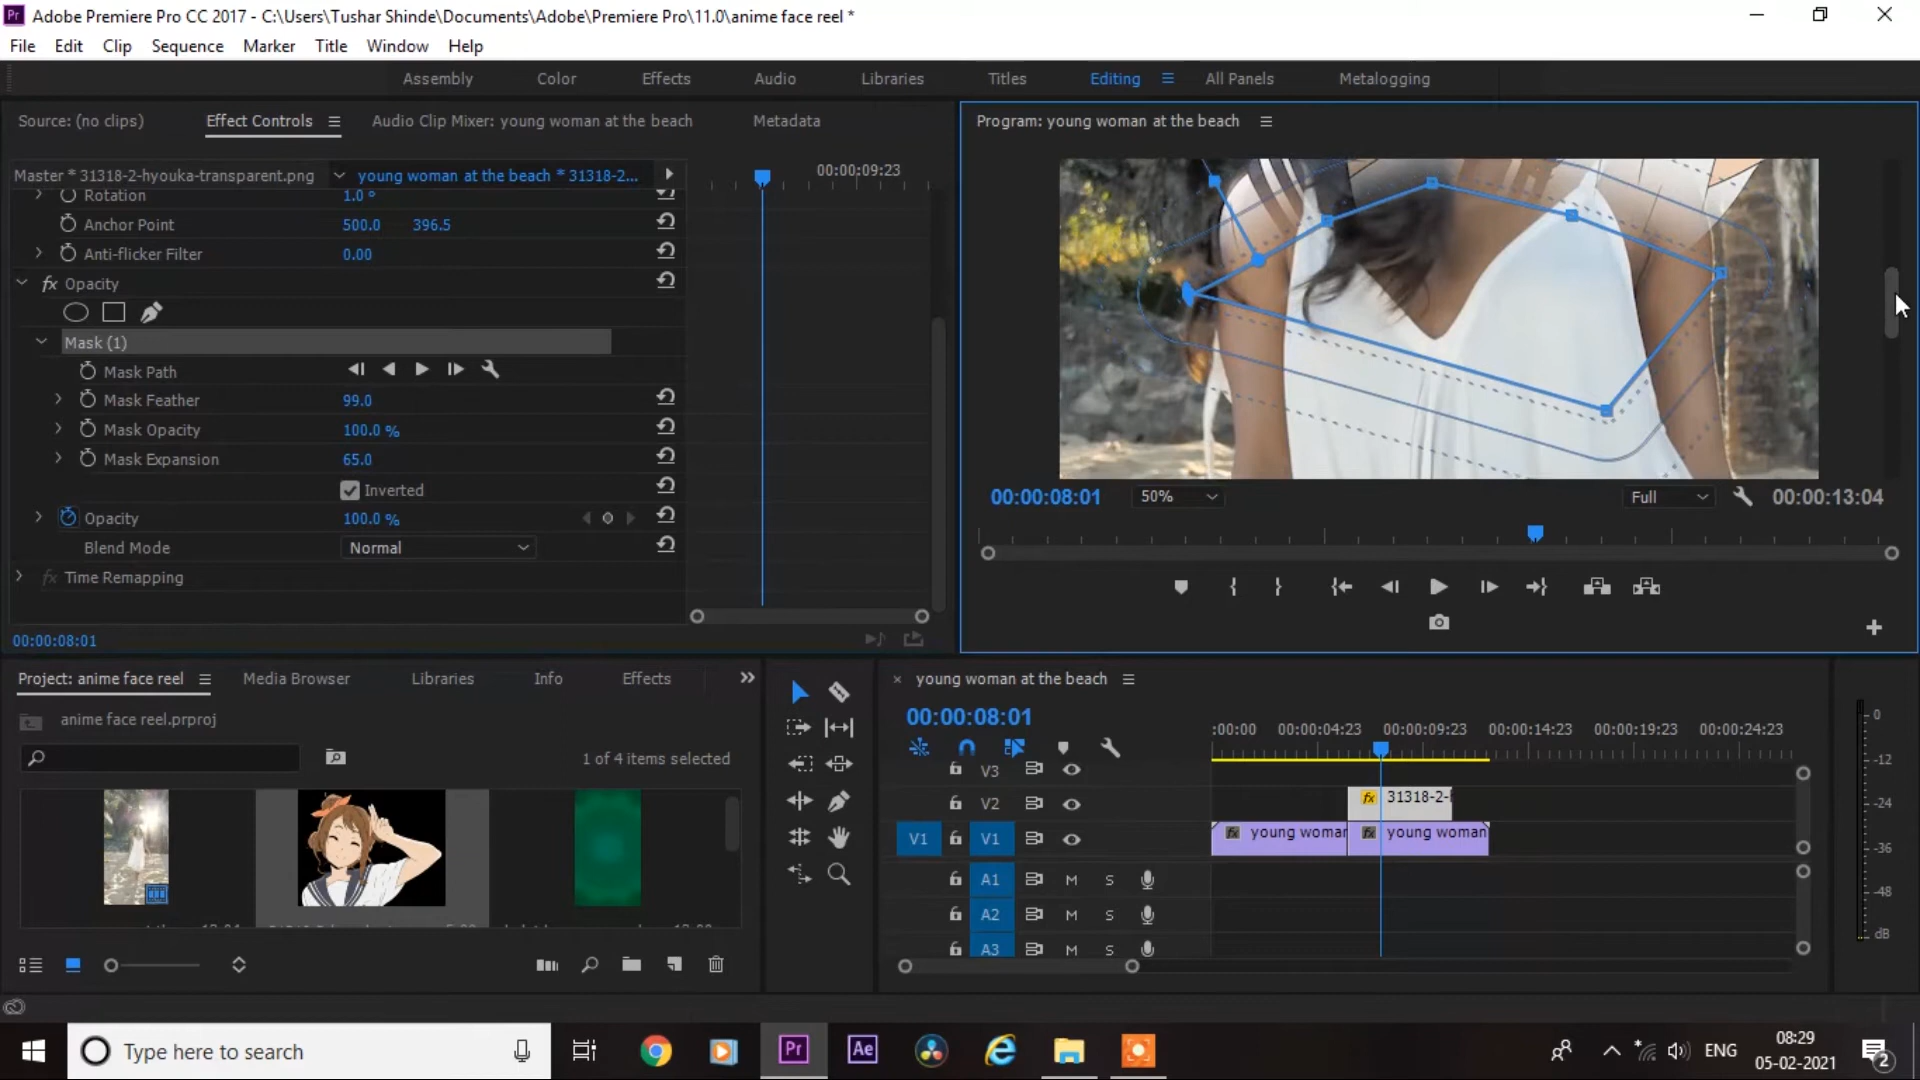 Pr Adobe Premiere Pro CC 2017 - C:\Users\Tushar Shinde\Documents\Adobe\Premiere Pro\11.0\anime face reel *
File Edit Clip Sequence Marker Title Window Help
Assembly Color Effects Audio Libraries Titles Editing All Panels Metalogging
Source: (no clips) Effect Controls Audio Clip Mixer: young woman at the beach Metadata
Master * 31318-2-hyouka-transparent.png young woman at the beach * 31318-2...
00:00:09:23
Rotation 1.0 °
Anchor Point 500.0 396.5
Anti-flicker Filter 0.00
fx Opacity
Mask (1)
Mask Path
Mask Feather 99.0
Mask Opacity 100.0 %
Mask Expansion 65.0
Inverted
Opacity 100.0 %
Blend Mode Normal
fx Time Remapping
00:00:08:01
Program: young woman at the beach
00:00:08:01 50% Full 00:00:13:04
Project: anime face reel Media Browser Libraries Info Effects
anime face reel.prproj
1 of 4 items selected
young woman at the beach
00:00:08:01
:00:00 00:00:04:23 00:00:09:23 00:00:14:23 00:00:19:23 00:00:24:23
V3
V2 fx 31318-2-
V1 V1 fx young woman fx young woman
A1 M S
A2 M S
A3 M S
0
-12
-24
-36
-48
dB
Type here to search
Pr Ae
ENG
08:29
05-02-2021
2